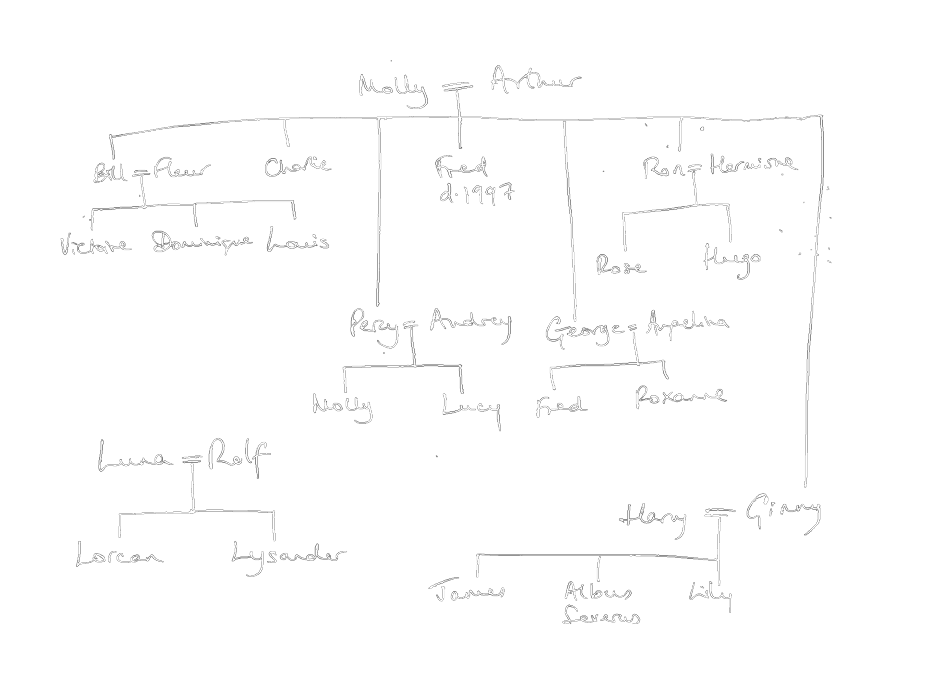 Molly = Arthur
Bill = Fleur Charlie Fred Ron = Hermione
d. 1997
Victoire Dominique Louis
Rose Hugo
Percy = Audrey George = Angelina
Molly Lucy Fred Roxanne
Luna = Rolf
Harry = Ginny
Lorcan Lysander
James Albus Lily
Severus